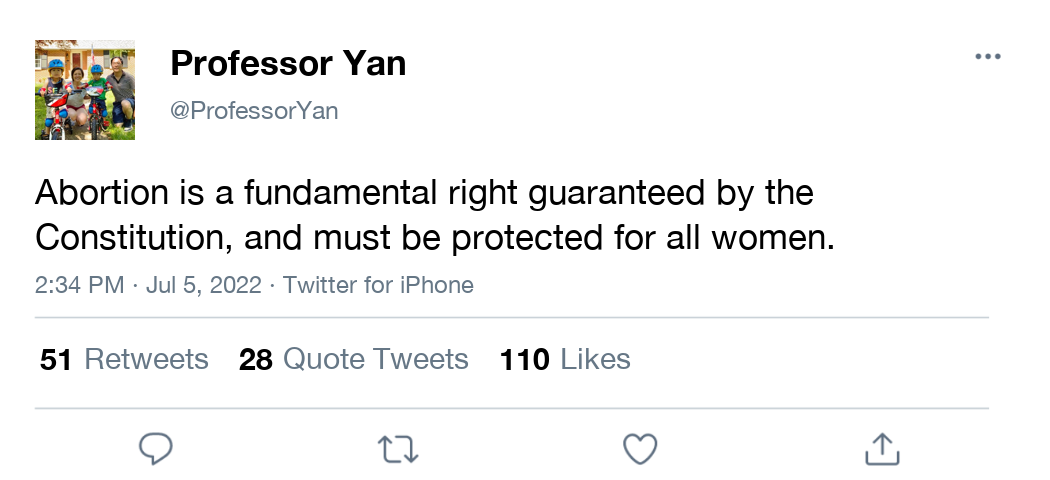 Professor Yan
@ProfessorYan
Abortion is a fundamental right guaranteed by the
Constitution, and must be protected for all women.
2:34 PM · Jul 5, 2022 · Twitter for iPhone
51 Retweets 28 Quote Tweets 110 Likes